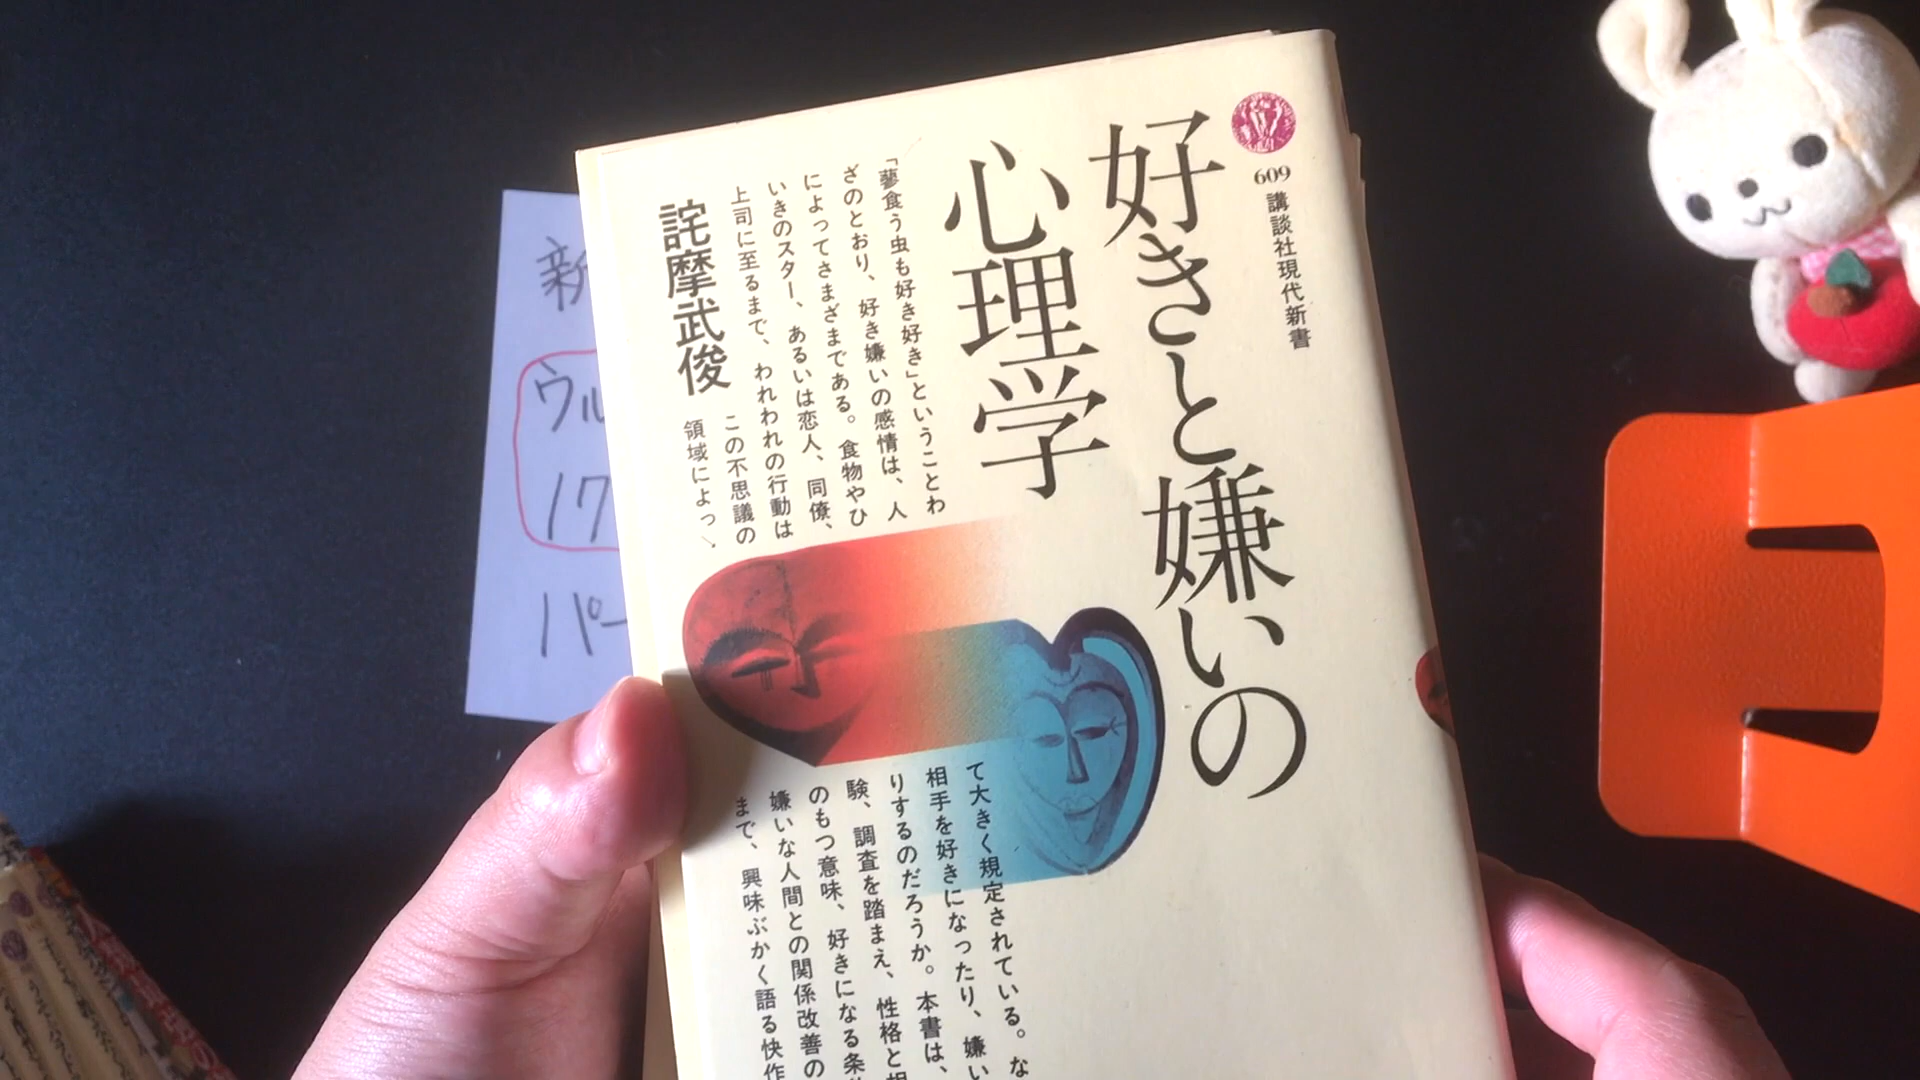 609
講談社現代新書
好きと嫌いの
心理学
「蓼食う虫も好き好き」ということわ
ざのとおり、好き嫌いの感情は、人
によってさまざまである。食物やひ
いきのスター、あるいは恋人、同僚、
上司に至るまで、われわれの行動は
この不思議の
領域によっ
詫摩武俊
て大きく規定されている。な
相手を好きになったり、嫌い
りするのだろうか。本書は、
験、調査を踏まえ、性格と相
のもつ意味、好きになる条
嫌いな人間との関係改善の
まで、興味ぶかく語る快作
新
ウル
17
パー